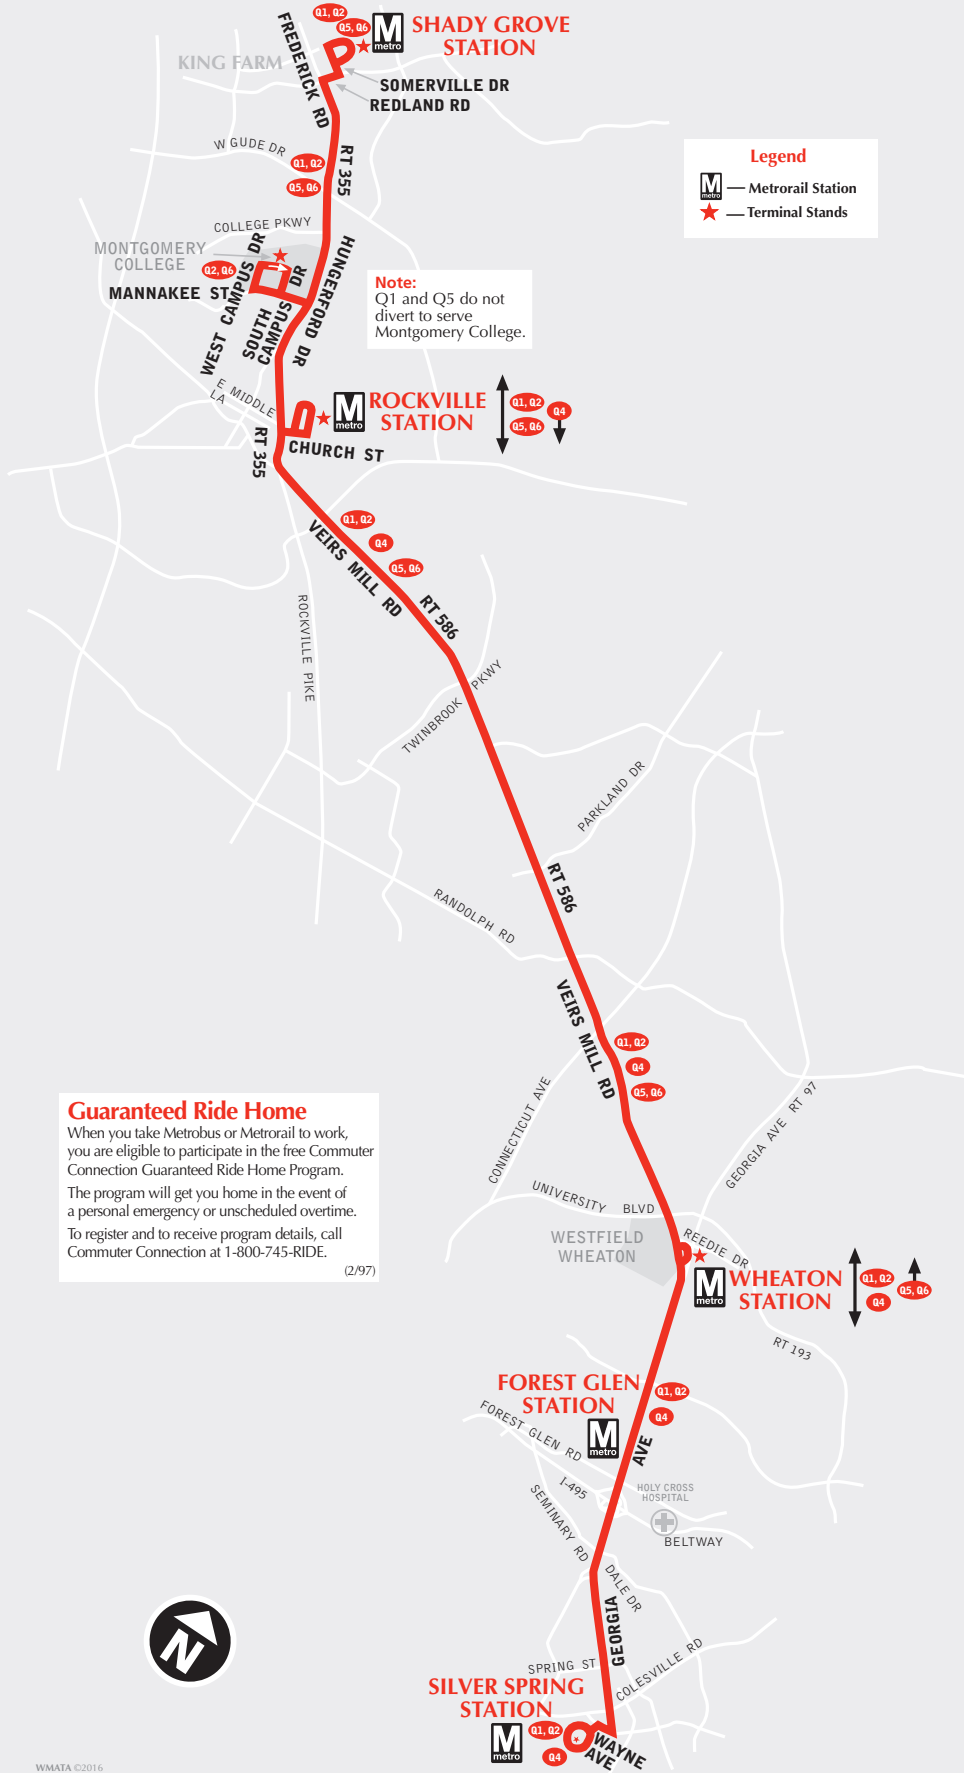 Q1, Q2
Q5, Q6
M
metro
SHADY GROVE
STATION
KING FARM
FREDERICK RD
SOMERVILLE DR
REDLAND RD
W GUDE DR
Q1, Q2
Q5, Q6
RT 355
Legend
M
metro
Metrorail Station
Terminal Stands
COLLEGE PKWY
MONTGOMERY
COLLEGE
Q2, Q6
MANNAKEE ST
WEST CAMPUS DR
SOUTH
CAMPUS DR
HUNGERFORD DR
Note:
Q1 and Q5 do not
divert to serve
Montgomery College.
E MIDDLE
LA
M
metro
ROCKVILLE
STATION
Q1, Q2
Q5, Q6
Q4
RT 355
CHURCH ST
Q1, Q2
Q4
Q5, Q6
VEIRS MILL RD
RT 586
ROCKVILLE PIKE
TWINBROOK PKWY
PARKLAND DR
RT 586
RANDOLPH RD
VEIRS MILL RD
Q1, Q2
Q4
Q5, Q6
CONNECTICUT AVE
GEORGIA AVE RT 97
Guaranteed Ride Home
When you take Metrobus or Metrorail to work,
you are eligible to participate in the free Commuter
Connection Guaranteed Ride Home Program.
The program will get you home in the event of
a personal emergency or unscheduled overtime.
To register and to receive program details, call
Commuter Connection at 1-800-745-RIDE.
(2/97)
UNIVERSITY BLVD
WESTFIELD
WHEATON
REEDIE DR
M
metro
WHEATON
STATION
Q1, Q2
Q4
Q5, Q6
RT 193
FOREST GLEN
STATION
M
metro
Q1, Q2
Q4
FOREST GLEN RD
AVE
I-495
HOLY CROSS
HOSPITAL
BELTWAY
SEMINARY RD
DALE DR
GEORGIA
N
SPRING ST
COLESVILLE RD
SILVER SPRING
STATION
M
metro
Q1, Q2
Q4
WAYNE
AVE
WMATA ©2016